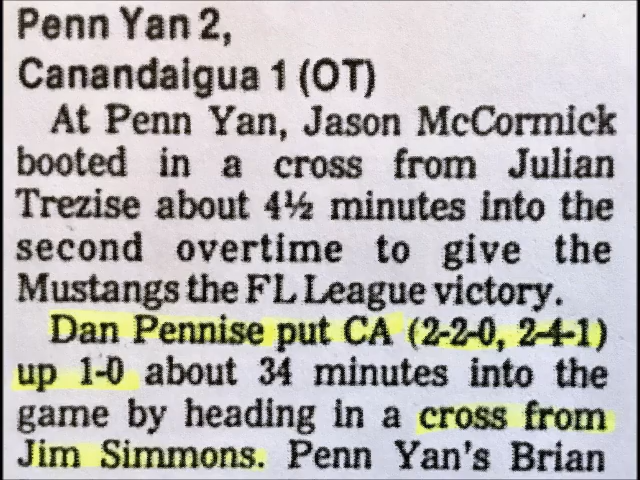 Penn Yan 2,
Canandaigua 1 (OT)
At Penn Yan, Jason McCormick
booted in a cross from Julian
Trezise about 4½ minutes into the
second overtime to give the
Mustangs the FL League victory.
Dan Pennise put CA (2-2-0, 2-4-1)
up 1-0 about 34 minutes into the
game by heading in a cross from
Jim Simmons. Penn Yan's Brian